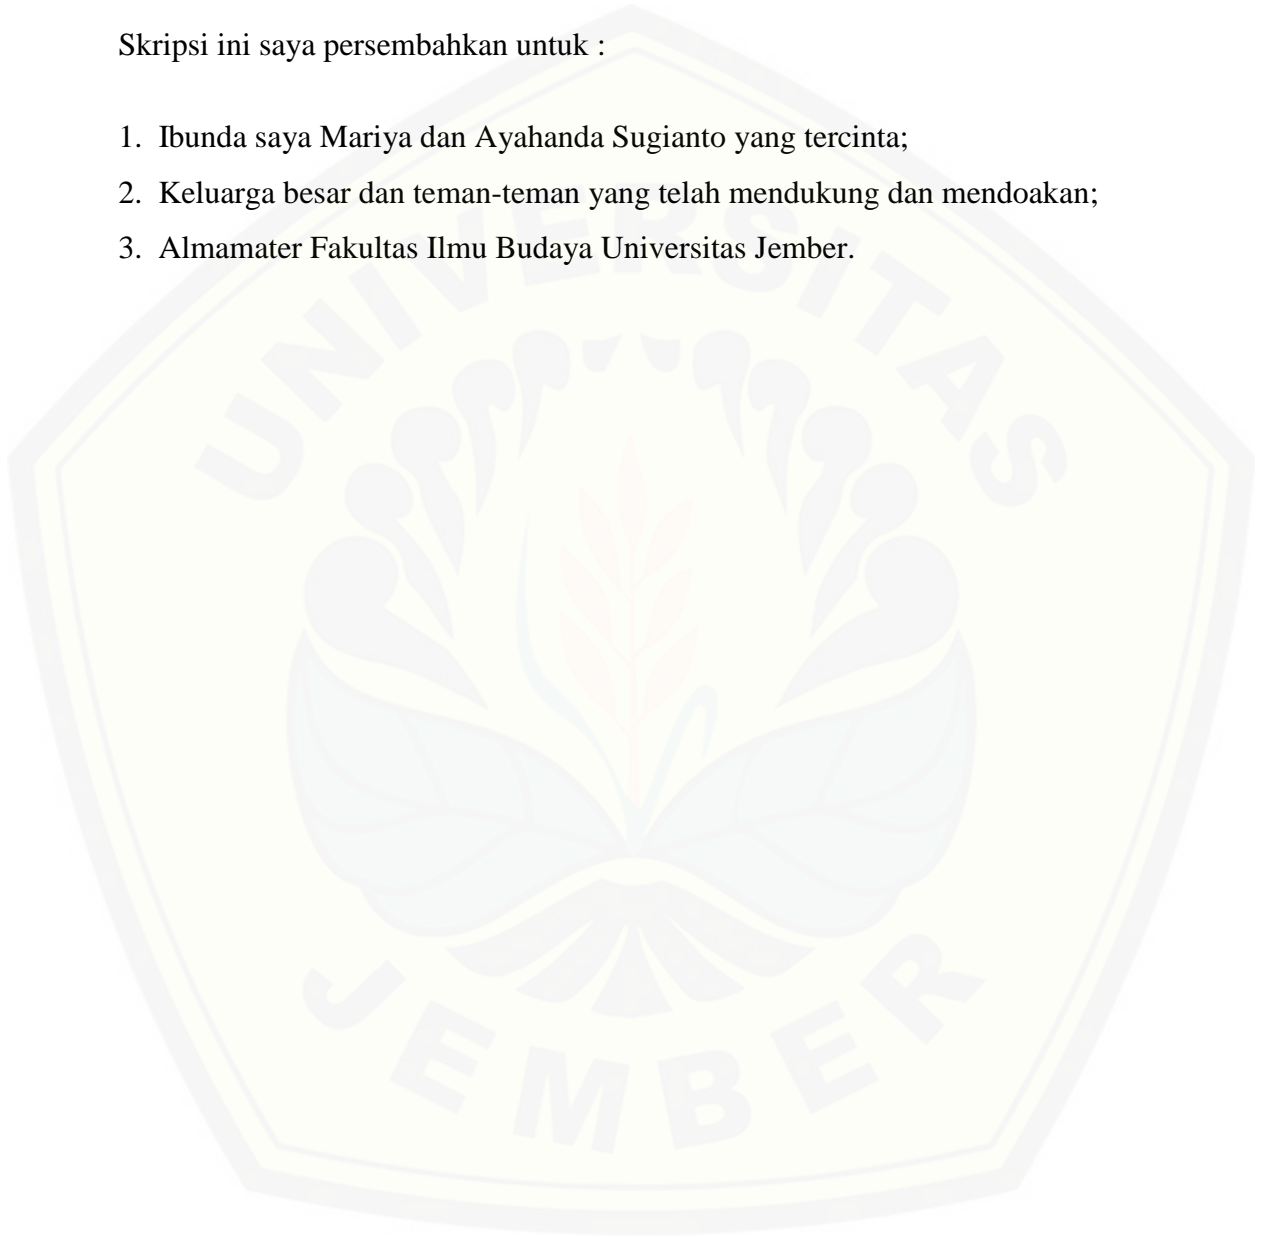 Skripsi ini saya persembahkan untuk :
1. Ibunda saya Mariya dan Ayahanda Sugianto yang tercinta;
2. Keluarga besar dan teman-teman yang telah mendukung dan mendoakan;
3. Almamater Fakultas Ilmu Budaya Universitas Jember.
UNIVERSITAS
JEMBER